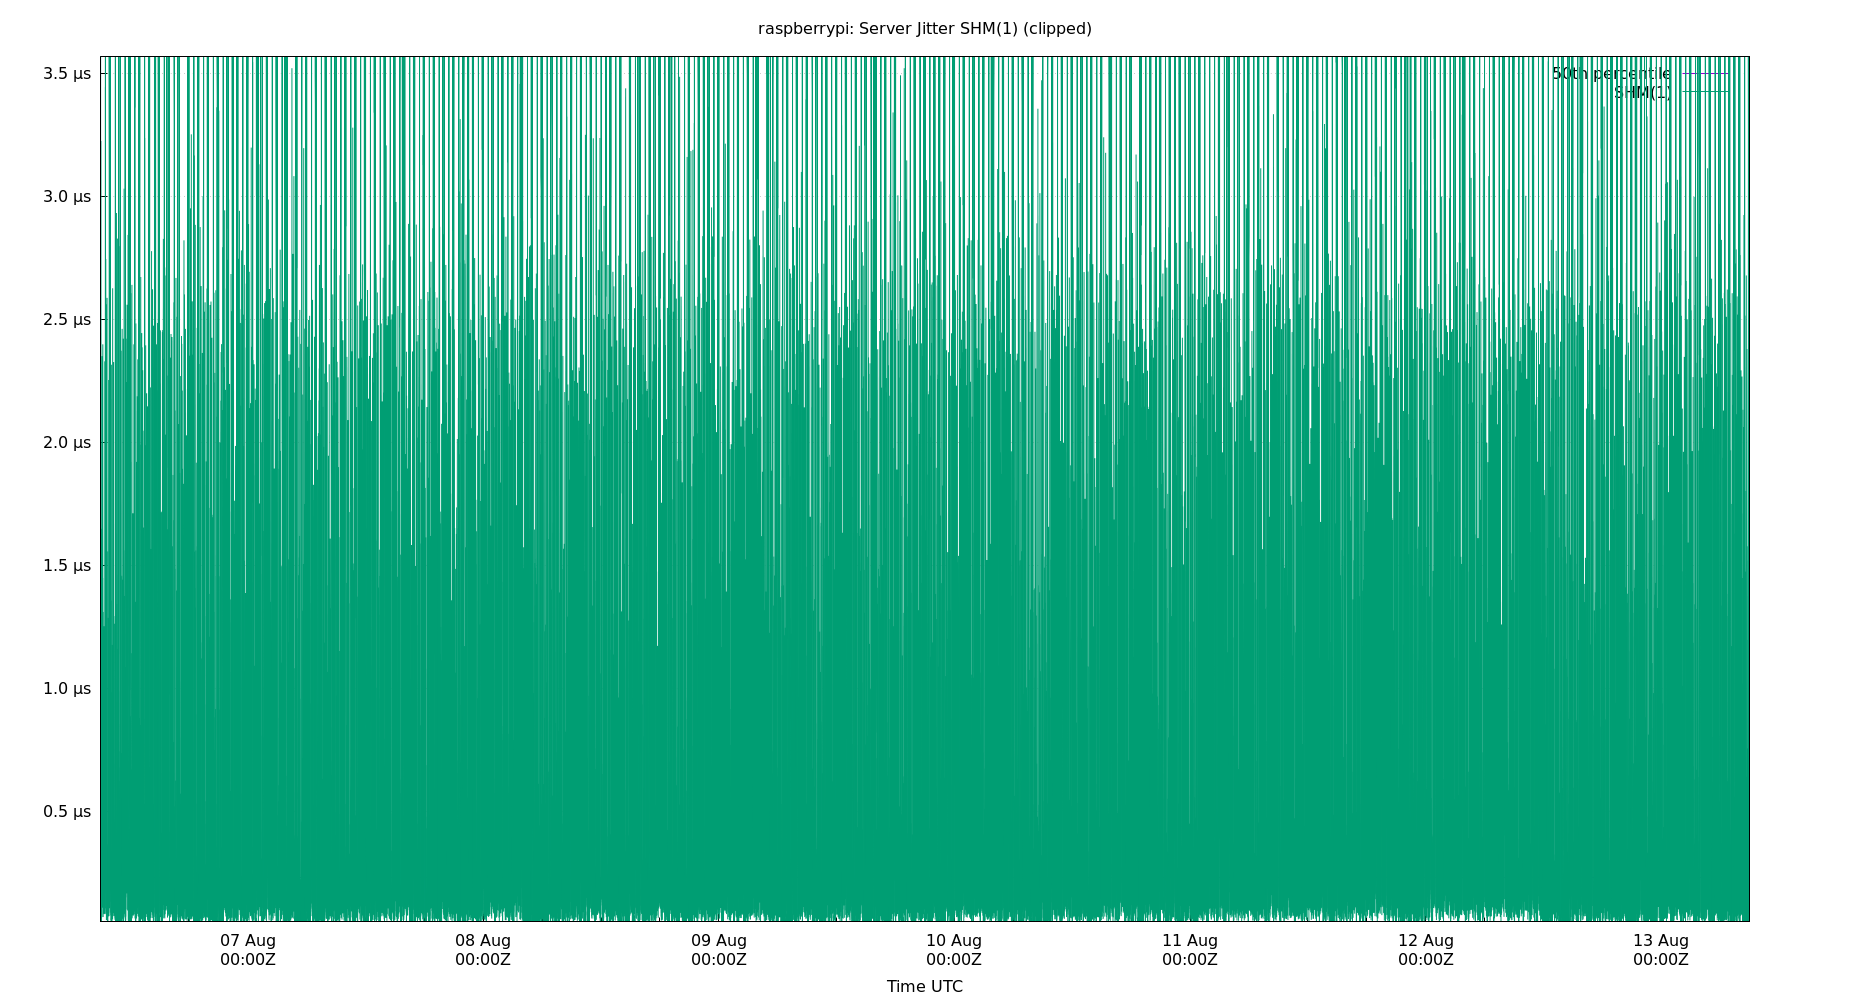 raspberrypi: Server Jitter SHM(1) (clipped)
3.5 µs
50th percentile
SHM(1)
3.0 µs
2.5 µs
2.0 µs
1.5 µs
1.0 µs
0.5 µs
07 Aug 08 Aug 09 Aug 10 Aug 11 Aug 12 Aug 13 Aug
00:00Z 00:00Z 00:00Z 00:00Z 00:00Z 00:00Z 00:00Z
Time UTC